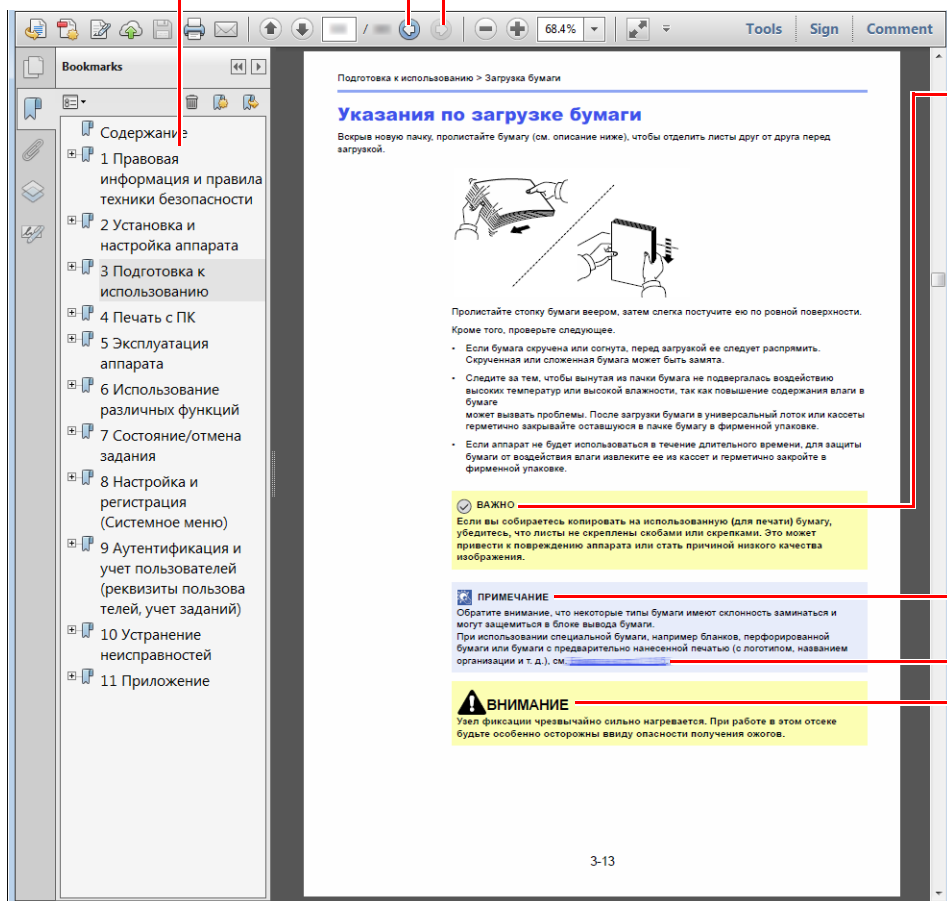 /
68.4%
Tools
Sign
Comment
Bookmarks
Содержание
1 Правовая
информация и правила
техники безопасности
2 Установка и
настройка аппарата
3 Подготовка к
использованию
4 Печать с ПК
5 Эксплуатация
аппарата
6 Использование
различных функций
7 Состояние/отмена
задания
8 Настройка и
регистрация
(Системное меню)
9 Аутентификация и
учет пользователей
(реквизиты пользова
телей, учет заданий)
10 Устранение
неисправностей
11 Приложение
Подготовка к использованию > Загрузка бумаги
Указания по загрузке бумаги
Вскрыв новую пачку, пролистайте бумагу (см. описание ниже), чтобы отделить листы друг от друга перед
загрузкой.
Пролистайте стопку бумаги веером, затем слегка постучите ею по ровной поверхности.
Кроме того, проверьте следующее.
• Если бумага скручена или согнута, перед загрузкой ее следует распрямить.
Скрученная или сложенная бумага может быть замята.
• Следите за тем, чтобы вынутая из пачки бумага не подвергалась воздействию
высоких температур или высокой влажности, так как повышение содержания влаги в
бумаге
может вызвать проблемы. После загрузки бумаги в универсальный лоток или кассеты
герметично закрывайте оставшуюся в пачке бумагу в фирменной упаковке.
• Если аппарат не будет использоваться в течение длительного времени, для защиты
бумаги от воздействия влаги извлеките ее из кассет и герметично закройте в
фирменной упаковке.
ВАЖНО
Если вы собираетесь копировать на использованную (для печати) бумагу,
убедитесь, что листы не скреплены скобами или скрепками. Это может
привести к повреждению аппарата или стать причиной низкого качества
изображения.
ПРИМЕЧАНИЕ
Обратите внимание, что некоторые типы бумаги имеют склонность заминаться и
могут защемиться в блоке вывода бумаги.
При использовании специальной бумаги, например бланков, перфорированной
бумаги или бумаги с предварительно нанесенной печатью (с логотипом, названием
организации и т. д.), см.
ВНИМАНИЕ
Узел фиксации чрезвычайно сильно нагревается. При работе в этом отсеке
будьте особенно осторожны ввиду опасности получения ожогов.
3-13